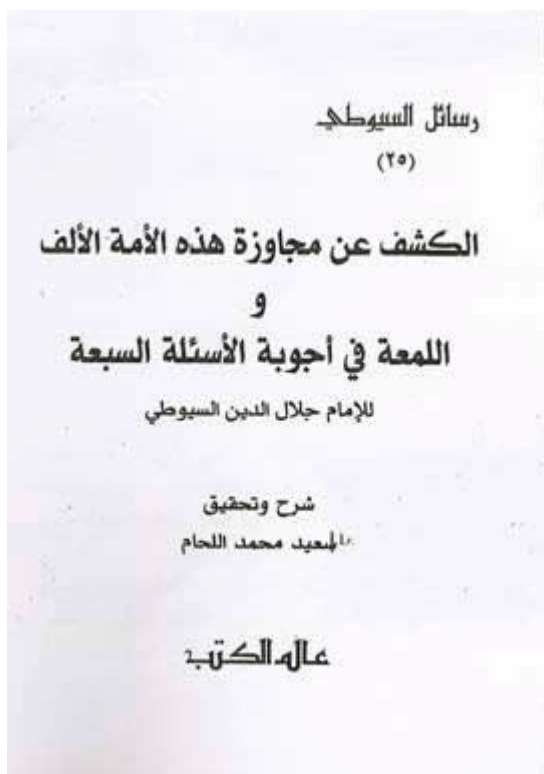 رسائل السيوطي
(٢٥)
الكشف عن مجاوزة هذه الأمة الألف
و
اللمعة في أجوبة الأسئلة السبعة
للإمام جلال الدين السيوطي
شرح وتحقيق
سعيد محمد اللحام
عالم الكتب